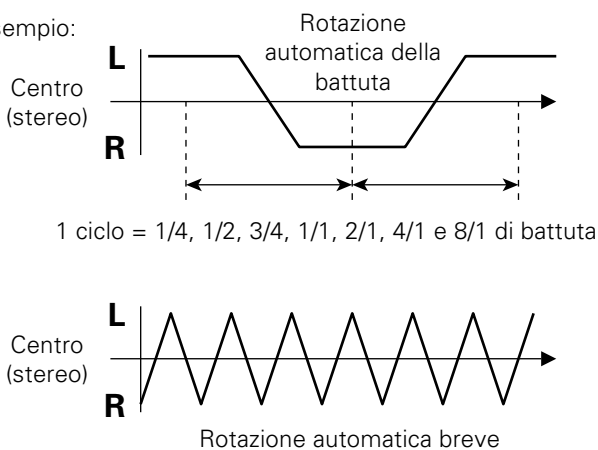 sempio:
Rotazione
automatica della
battuta
L
Centro
(stereo)
R
1 ciclo = 1/4, 1/2, 3/4, 1/1, 2/1, 4/1 e 8/1 di battuta
L
Centro
(stereo)
R
Rotazione automatica breve